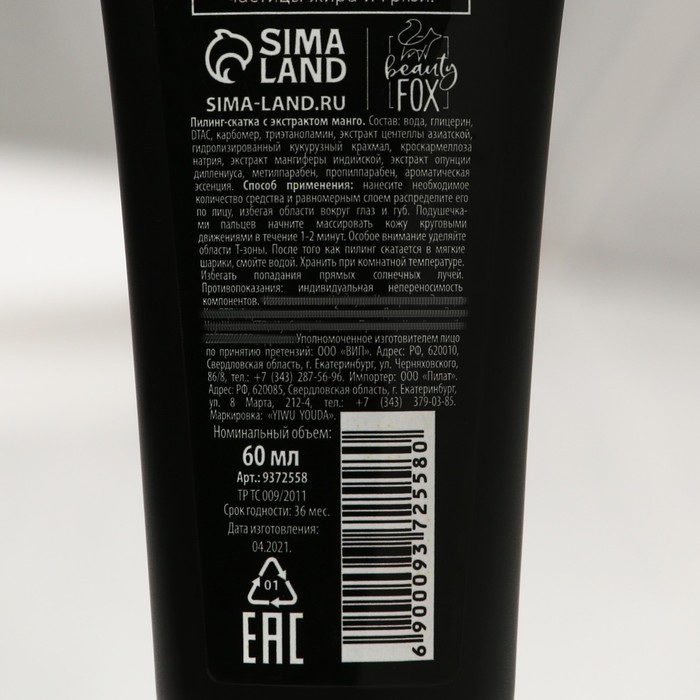 частицы жира и грязи.
SIMA
LAND
beauty
FOX
SIMA-LAND.RU
Пилинг-скатка с экстрактом манго. Состав: вода, глицерин,
DTAC, карбомер, триэтаноламин, экстракт центеллы азиатской,
гидролизированный кукурузный крахмал, кроскармеллоза
натрия, экстракт мангиферы индийской, экстракт опунции
диллениуса, метилпарабен, пропилпарабен, ароматическая
эссенция. Способ применения: нанесите необходимое
количество средства и равномерным слоем распределите его
по лицу, избегая области вокруг глаз и губ. Подушечка-
ми пальцев начните массировать кожу круговыми
движениями в течение 1-2 минут. Особое внимание уделяйте
области Т-зоны. После того как пилинг скатается в мягкие
шарики, смойте водой. Хранить при комнатной температуре.
Избегать попадания прямых солнечных лучей.
Противопоказания: индивидуальная непереносимость
компонентов.
Уполномоченное изготовителем лицо
по принятию претензий: ООО «ВИП». Адрес: РФ, 620010,
Свердловская область, г. Екатеринбург, ул. Черняховского,
86/8, тел.: +7 (343) 287-56-96. Импортер: ООО «Пилат».
Адрес: РФ, 620085, Свердловская область, г. Екатеринбург,
ул. 8 Марта, 212-4, тел.: +7 (343) 379-03-85.
Маркировка: «YIWU YOUDA».
Номинальный объем:
60 мл
Арт.: 9372558
ТР ТС 009/2011
Срок годности: 36 мес.
Дата изготовления:
04.2021.
01
EAC
6900093725580